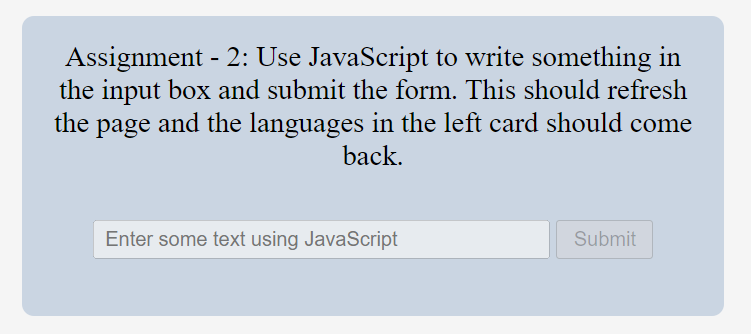 Assignment - 2: Use JavaScript to write something in
the input box and submit the form. This should refresh
the page and the languages in the left card should come
back.
Enter some text using JavaScript
Submit